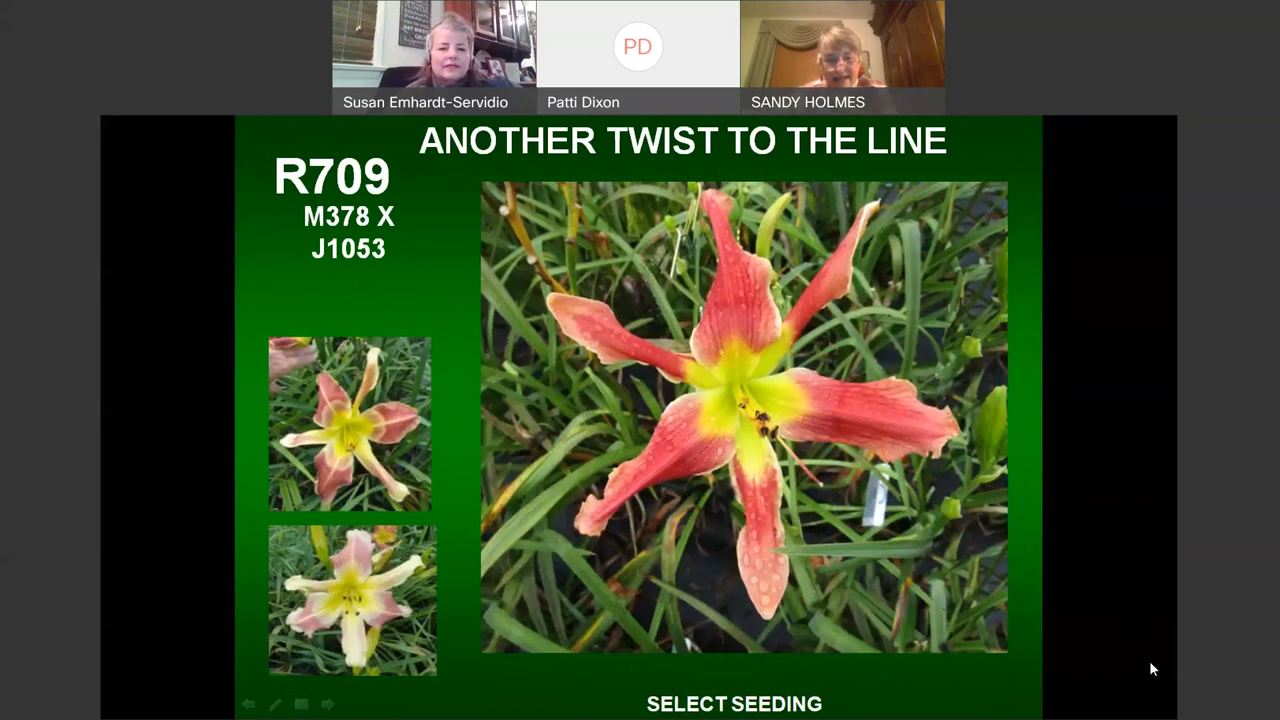 PD
Susan Emhardt-Servidio
Patti Dixon
SANDY HOLMES
ANOTHER TWIST TO THE LINE
R709
M378 X
J1053
SELECT SEEDING